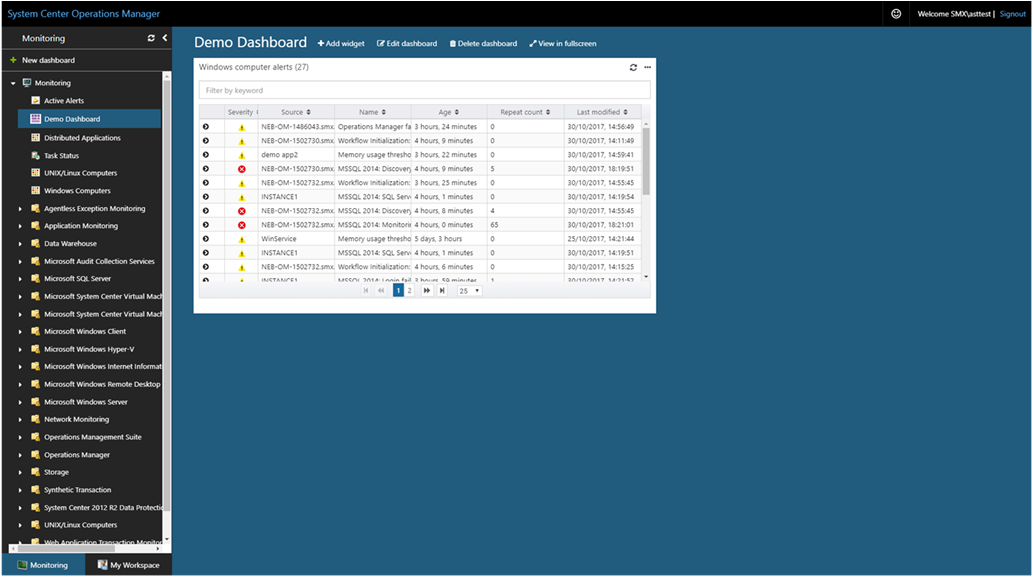 System Center Operations Manager
Welcome SMX\asttest | Signout
Monitoring
New dashboard
Monitoring
Active Alerts
Demo Dashboard
Distributed Applications
Task Status
UNIX/Linux Computers
Windows Computers
Agentless Exception Monitoring
Application Monitoring
Data Warehouse
Microsoft Audit Collection Services
Microsoft SQL Server
Microsoft System Center Virtual Mach
Microsoft System Center Virtual Mach
Microsoft Windows Client
Microsoft Windows Hyper-V
Microsoft Windows Internet Informat
Microsoft Windows Remote Desktop
Microsoft Windows Server
Network Monitoring
Operations Management Suite
Operations Manager
Storage
Synthetic Transaction
System Center 2012 R2 Data Protectio
UNIX/Linux Computers
Web Application Transaction Monitor
Monitoring My Workspace
Demo Dashboard Add widget Edit dashboard Delete dashboard View in fullscreen
Windows computer alerts (27)
Filter by keyword
Severity Source Name Age Repeat count Last modified
NEB-OM-1486043.smx. Operations Manager fa 3 hours, 24 minutes 0 30/10/2017, 14:56:49
NEB-OM-1502730.smx. Workflow Initialization: 4 hours, 9 minutes 0 30/10/2017, 14:11:49
demo app2 Memory usage thresho 3 hours, 22 minutes 0 30/10/2017, 14:59:41
NEB-OM-1502730.smx. MSSQL 2014: Discovery 4 hours, 9 minutes 5 30/10/2017, 18:19:51
NEB-OM-1502732.smx. Workflow Initialization: 3 hours, 25 minutes 0 30/10/2017, 14:55:45
INSTANCE1 MSSQL 2014: SQL Serv 4 hours, 1 minutes 0 30/10/2017, 14:19:54
NEB-OM-1502732.smx. MSSQL 2014: Discovery 4 hours, 8 minutes 4 30/10/2017, 14:55:45
NEB-OM-1502732.smx. MSSQL 2014: Monitorin 4 hours, 0 minutes 65 30/10/2017, 18:21:01
WinService Memory usage thresho 5 days, 3 hours 0 25/10/2017, 14:21:44
INSTANCE1 MSSQL 2014: SQL Serv 4 hours, 1 minutes 0 30/10/2017, 14:19:51
NEB-OM-1502732.smx. Workflow Initialization: 4 hours, 6 minutes 0 30/10/2017, 14:15:25
INSTANCE1 MSSQL 2014: Login fail 3 hours, 59 minutes 1 30/10/2017, 14:21:52
1 2 25